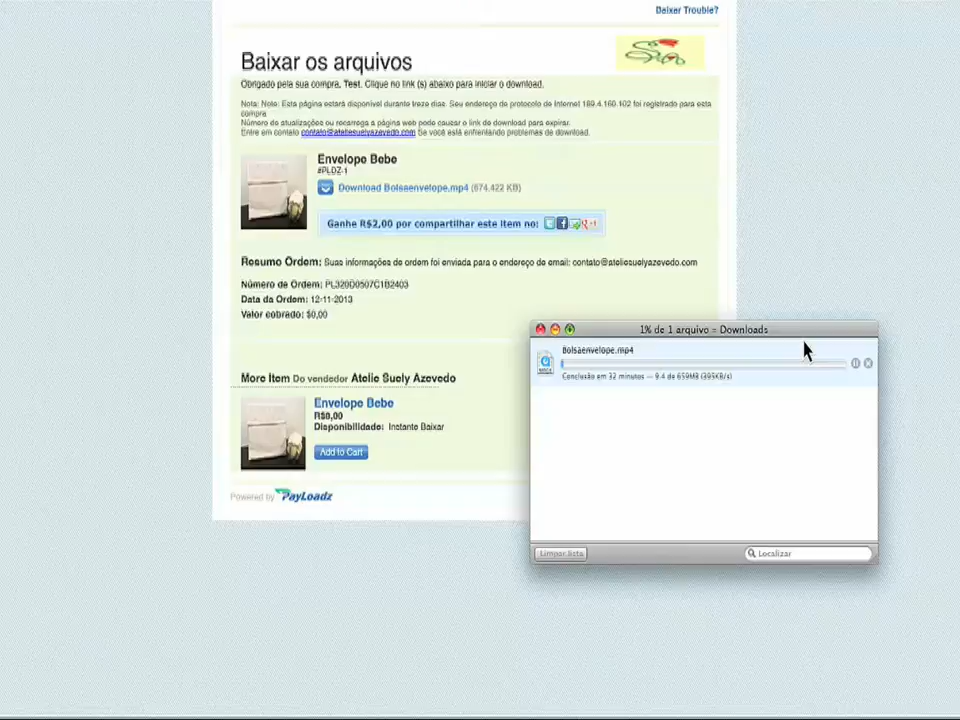 Baixar Trouble?
Baixar os arquivos
Obrigado pela sua compra, Test. Clique no link (s) abaixo para iniciar o download.
Nota: Note: Esta página estará disponível durante treze dias. Seu endereço de protocolo de Internet 189.4.160.102 foi registrado para esta
compra
Número de atualizações ou recarrega a página web pode causar o link de download para expirar.
Entre em contato contato@ateliesuelyazevedo.com Se você está enfrentando problemas de download.
Envelope Bebe
#PLDZ-1
Download Bolsaenvelope.mp4 (674.422 KB)
Ganhe R$2,00 por compartilhar este item no:
Resumo Ordem: Suas informações de ordem foi enviada para o endereço de email: contato@ateliesuelyazevedo.com
Número de Ordem: PL320D0507C1B2403
Data da Ordem: 12-11-2013
Valor cobrado: $0,00
1% de 1 arquivo – Downloads
Bolsaenvelope.mp4
Conclusão em 32 minutos — 9.4 de 659MB (395KB/s)
More Item Do vendedor Atelie Suely Azevedo
Envelope Bebe
R$0,00
Disponibilidade: Instante Baixar
Add to Cart
Powered by PayLoadz
Limpar lista
Localizar